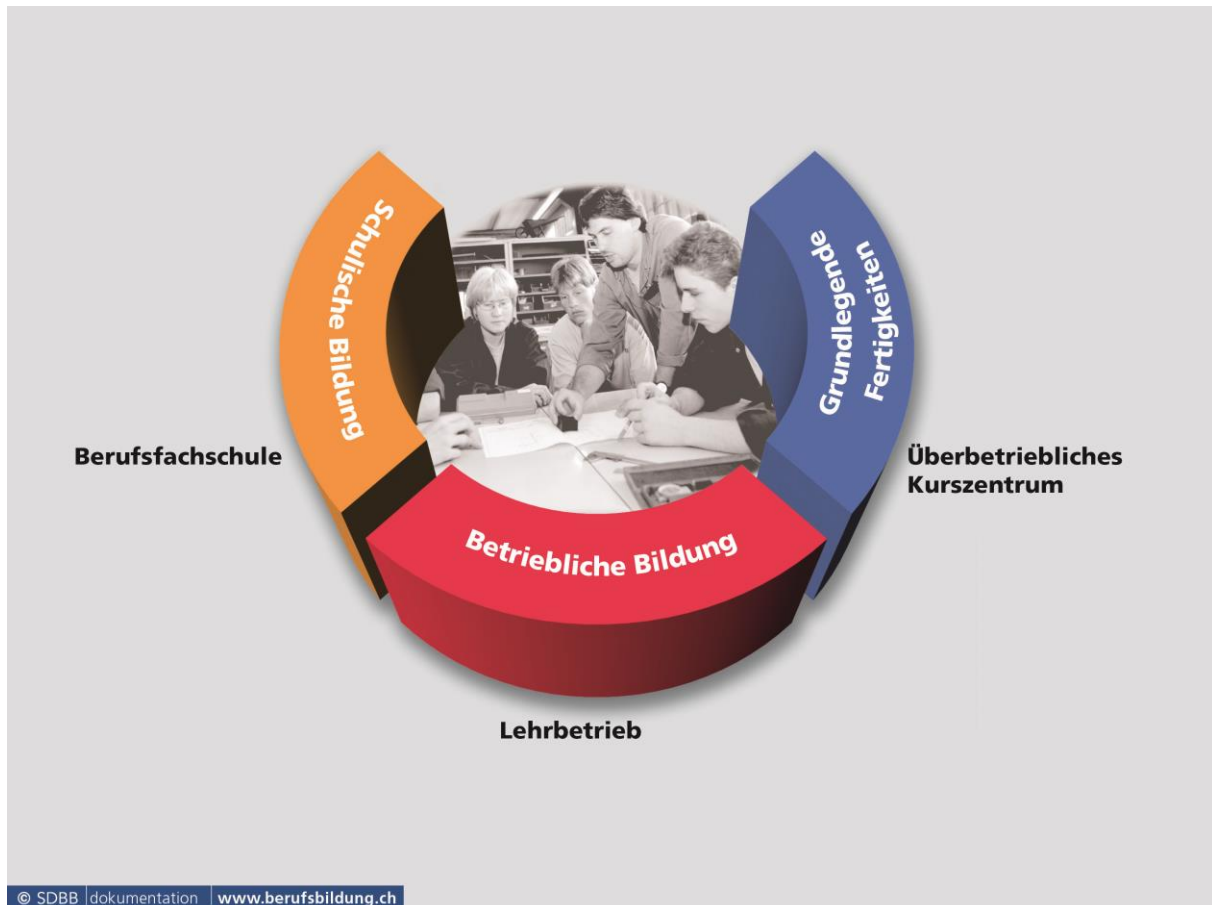 Schulische Bildung
Grundlegende
Fertigkeiten
Berufsfachschule
Überbetriebliches
Kurszentrum
Betriebliche Bildung
Lehrbetrieb
© SDBB dokumentation www.berufsbildung.ch